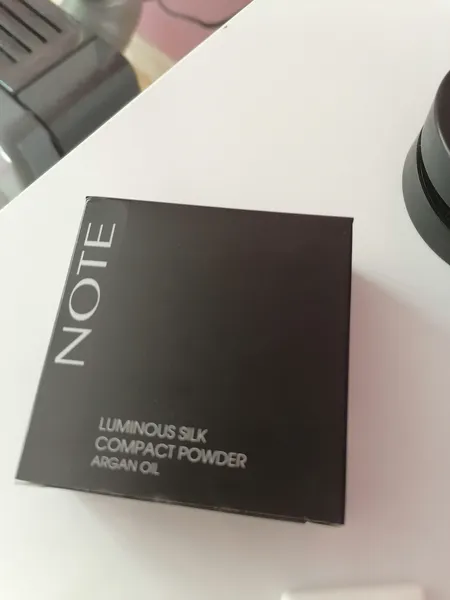 NOTE
LUMINOUS SILK
COMPACT POWDER
ARGAN OIL